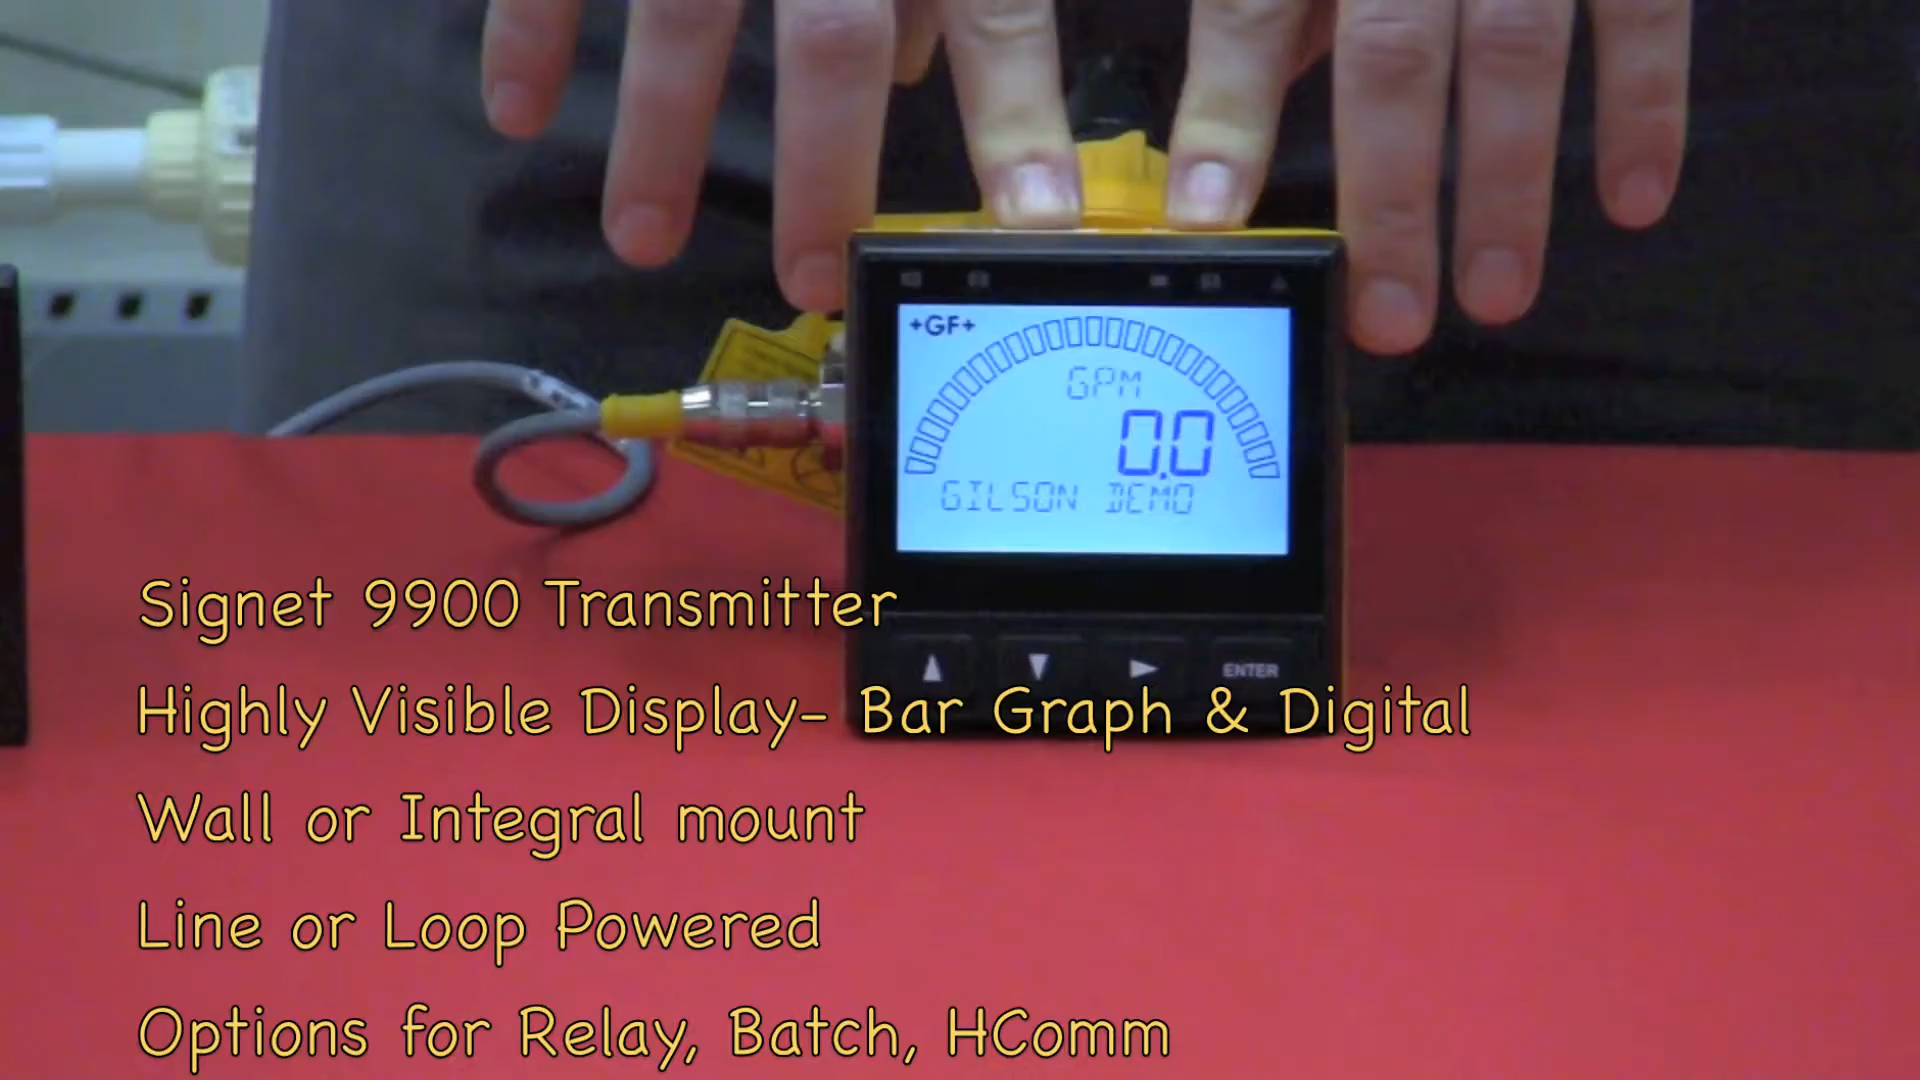 +GF+
GPM
0.0
GILSON DEMO
ENTER
Signet 9900 Transmitter
Highly Visible Display- Bar Graph & Digital
Wall or Integral mount
Line or Loop Powered
Options for Relay, Batch, HComm